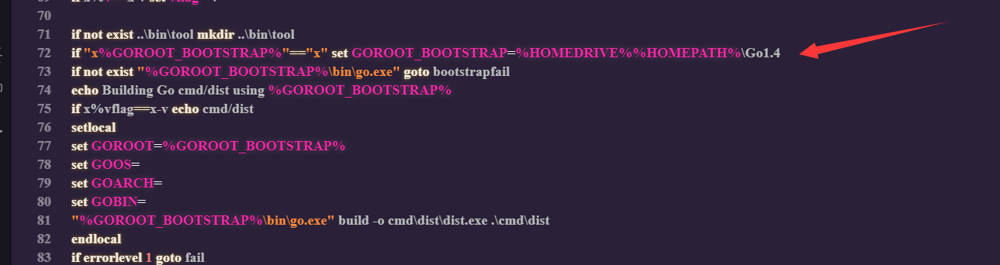 70
71 if not exist ..\bin\tool mkdir ..\bin\tool
72 if "x%GOROOT_BOOTSTRAP%"=="x" set GOROOT_BOOTSTRAP=%HOMEDRIVE%%HOMEPATH%\Go1.4
73 if not exist "%GOROOT_BOOTSTRAP%\bin\go.exe" goto bootstrapfail
74 echo Building Go cmd/dist using %GOROOT_BOOTSTRAP%
75 if x%vflag==x-v echo cmd/dist
76 setlocal
77 set GOROOT=%GOROOT_BOOTSTRAP%
78 set GOOS=
79 set GOARCH=
80 set GOBIN=
81 "%GOROOT_BOOTSTRAP%\bin\go.exe" build -o cmd\dist\dist.exe .\cmd\dist
82 endlocal
83 if errorlevel 1 goto fail